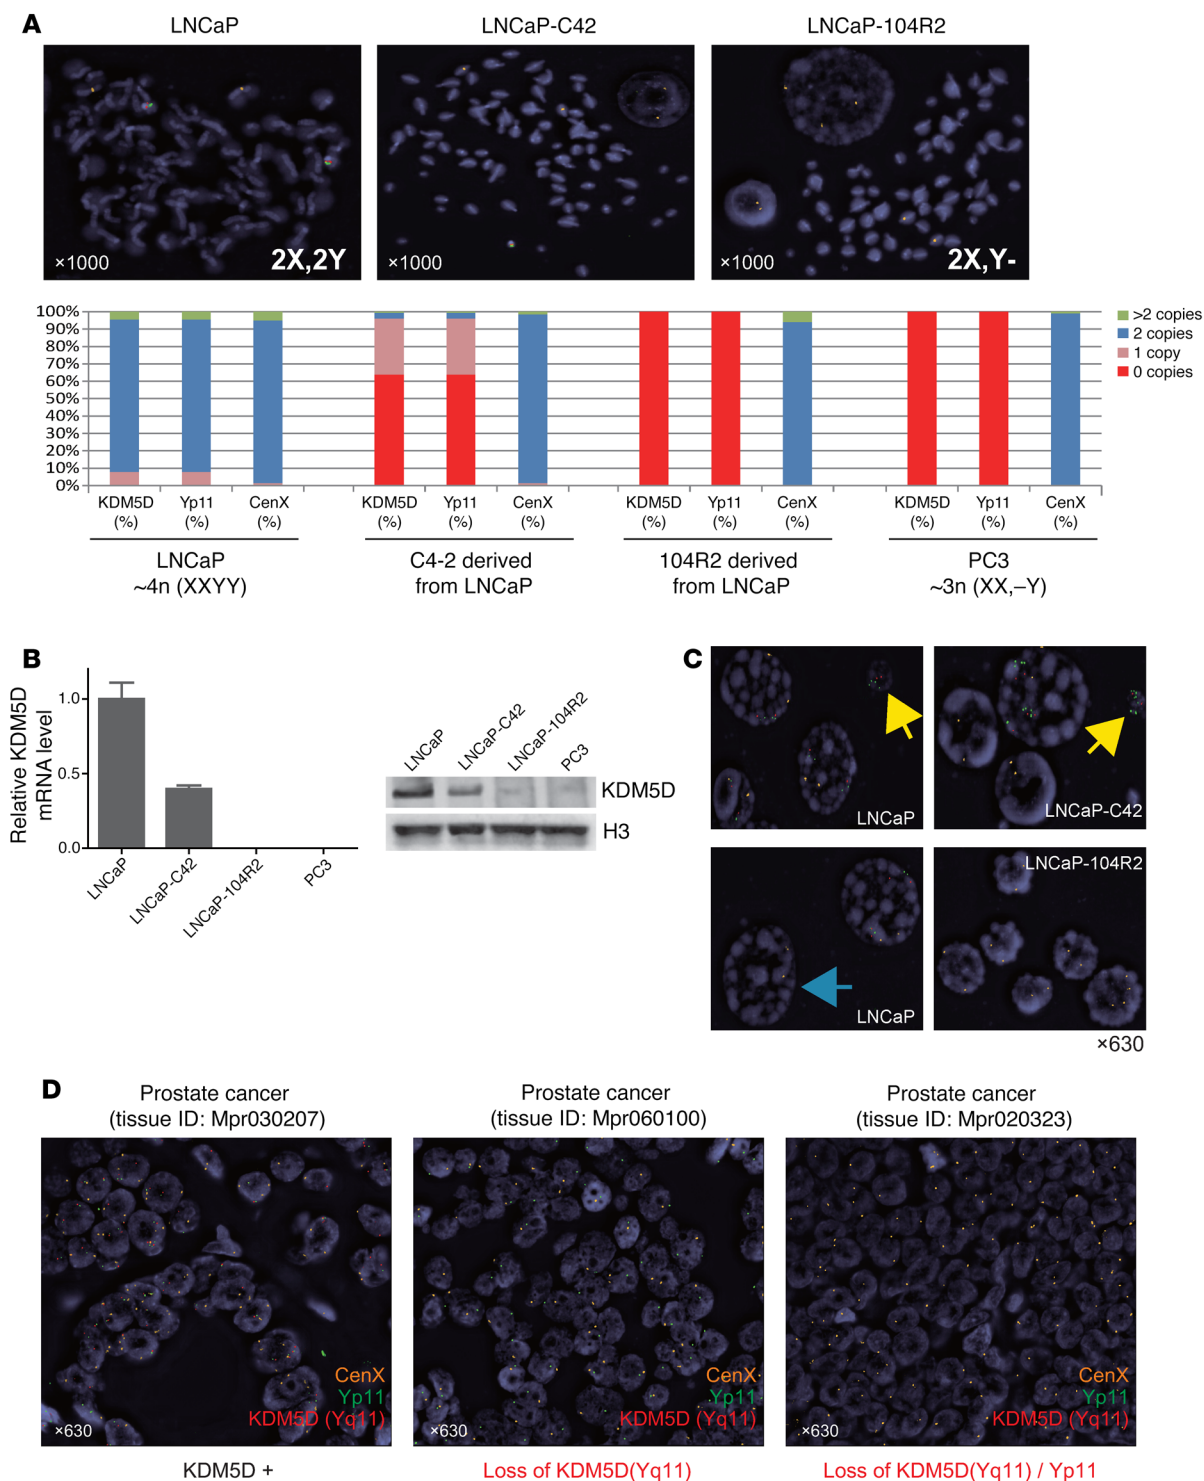 A
LNCaP
LNCaP-C42
LNCaP-104R2
×1000
2X,2Y
×1000
×1000
2X,Y-
100%
90%
80%
70%
60%
50%
40%
30%
20%
10%
0%
>2 copies
2 copies
1 copy
0 copies
KDM5D
(%)
Yp11
(%)
CenX
(%)
KDM5D
(%)
Yp11
(%)
CenX
(%)
KDM5D
(%)
Yp11
(%)
CenX
(%)
KDM5D
(%)
Yp11
(%)
CenX
(%)
LNCaP
~4n (XXYY)
C4-2 derived
from LNCaP
104R2 derived
from LNCaP
PC3
~3n (XX,–Y)
B
Relative KDM5D
mRNA level
1.0
0.5
0.0
LNCaP
LNCaP-C42
LNCaP-104R2
PC3
LNCaP
LNCaP-C42
LNCaP-104R2
PC3
KDM5D
H3
C
LNCaP
LNCaP-C42
LNCaP
LNCaP-104R2
×630
D
Prostate cancer
(tissue ID: Mpr030207)
Prostate cancer
(tissue ID: Mpr060100)
Prostate cancer
(tissue ID: Mpr020323)
CenX
Yp11
KDM5D (Yq11)
×630
CenX
Yp11
KDM5D (Yq11)
×630
CenX
Yp11
KDM5D (Yq11)
×630
KDM5D +
Loss of KDM5D(Yq11)
Loss of KDM5D(Yq11) / Yp11